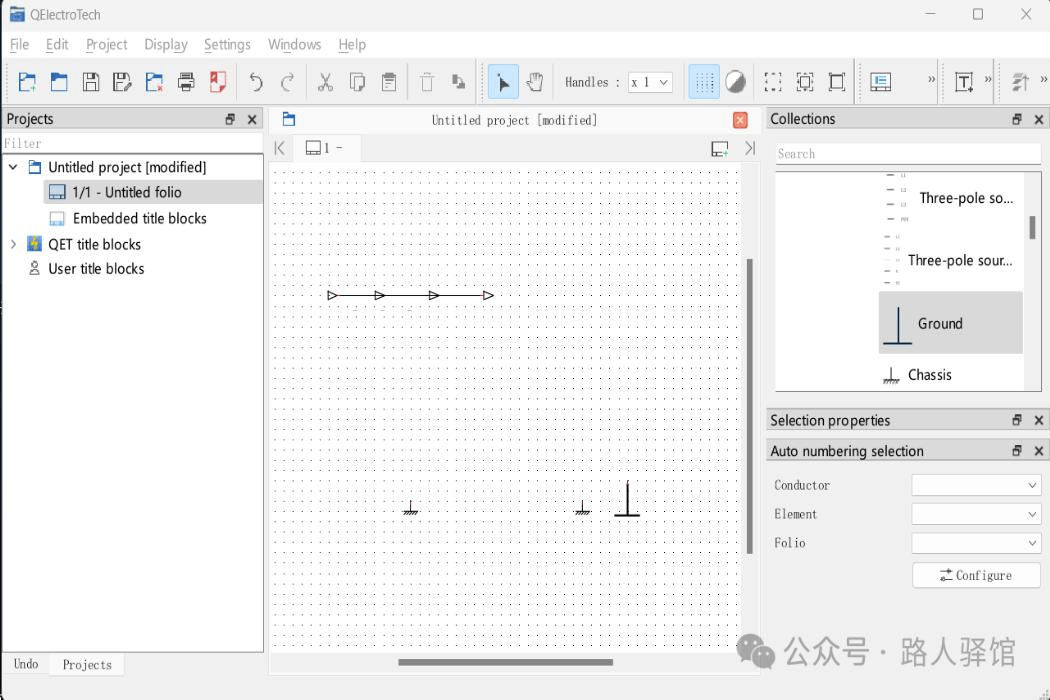 QElectroTech
File Edit Project Display Settings Windows Help
Handles : x 1
Projects
Filter
Untitled project [modified]
1/1 - Untitled folio
Embedded title blocks
QET title blocks
User title blocks
Undo Projects
Untitled project [modified]
1 -
Collections
Search
L1
L2
L3
Three-pole so...
Three-pole sour...
Ground
Chassis
Selection properties
Auto numbering selection
Conductor
Element
Folio
Configure
公众号 · 路人驿馆